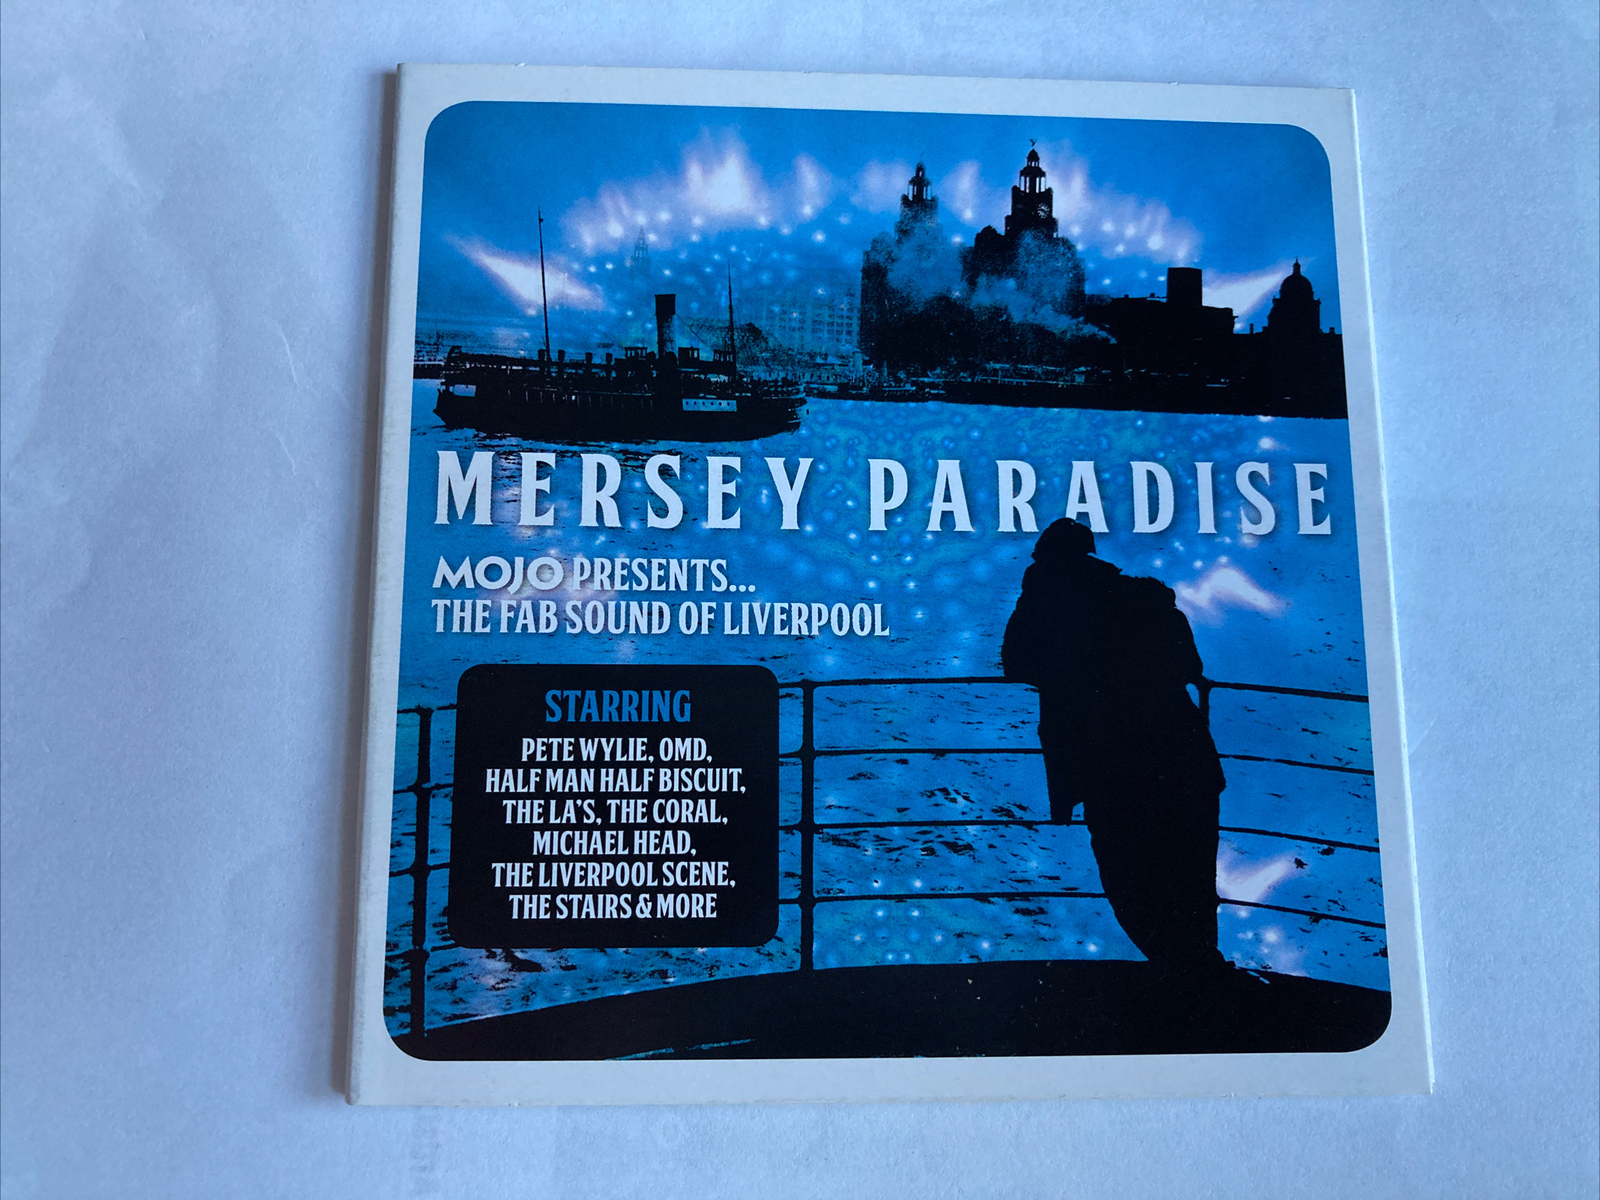 MERSEY PARADISE
MOJO PRESENTS...
THE FAB SOUND OF LIVERPOOL
STARRING
PETE WYLIE, OMD,
HALF MAN HALF BISCUIT,
THE LA'S, THE CORAL,
MICHAEL HEAD,
THE LIVERPOOL SCENE,
THE STAIRS & MORE